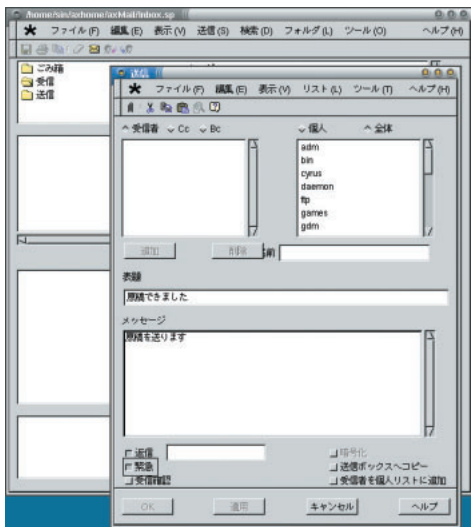 /home/sin/axhome/axMail/Inbox.sp
ファイル(F) 編集(E) 表示(V) 送信(S) 検索(D) フォルダ(L) ツール(O) ヘルプ(H)
ごみ箱
受信
送信
送信
ファイル(F) 編集(E) 表示(V) リスト(L) ツール(T) ヘルプ(H)
受信者 Cc Bc 個人 全体
adm
bin
cyrus
daemon
ftp
games
gdm
追加 削除 名前
表題
原稿できました
メッセージ
原稿を送ります
返信 暗号化
緊急 送信ボックスへコピー
受信確認 受信者を個人リストに追加
OK 適用 キャンセル ヘルプ